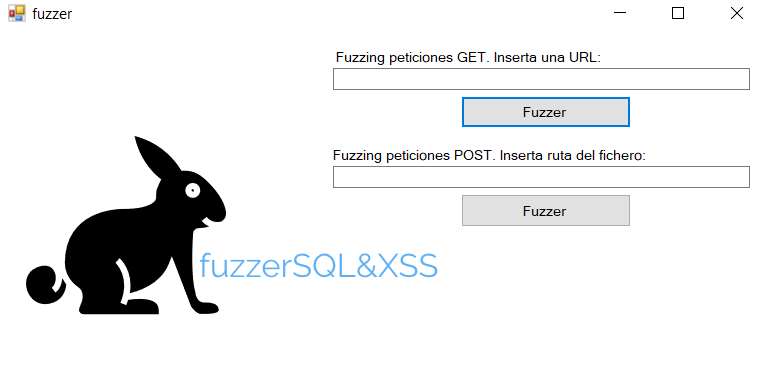 fuzzer
Fuzzing peticiones GET. Inserta una URL:
Fuzzer
Fuzzing peticiones POST. Inserta ruta del fichero:
Fuzzer
fuzzerSQL&XSS